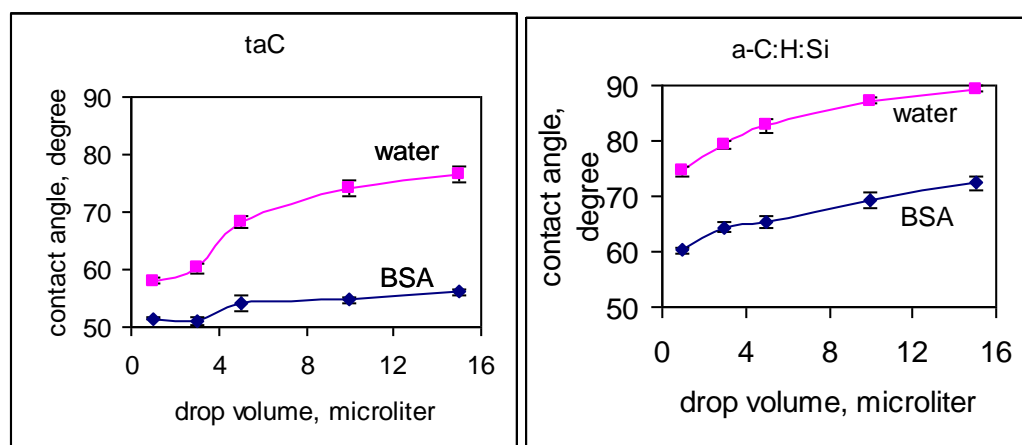 taC
contact angle, degree
90
80
70
60
50
water
BSA
0
4
8
12
16
drop volume, microliter
a-C:H:Si
contact angle,
degree
90
80
70
60
50
water
BSA
0
4
8
12
16
drop volume, microliter